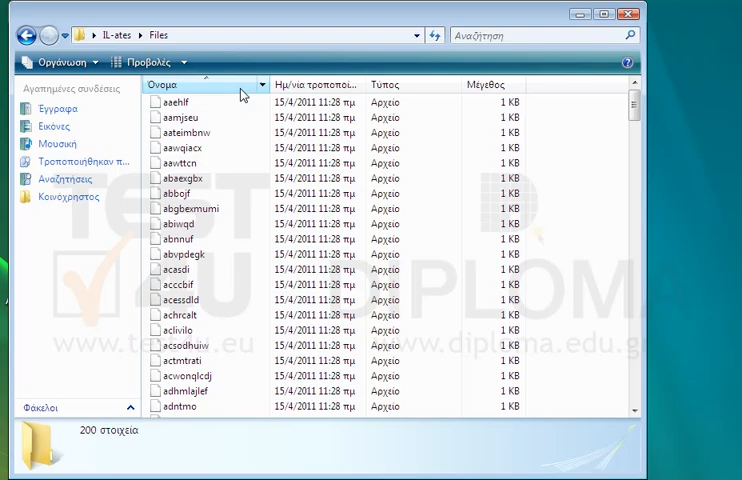 IL-ates ▸ Files
Αναζήτηση
Οργάνωση
Προβολές
Αγαπημένες συνδέσεις
Έγγραφα
Εικόνες
Μουσική
Τροποποιήθηκαν π...
Αναζητήσεις
Κοινόχρηστος
Φάκελοι
Όνομα Ημ/νία τροποποί... Τύπος Μέγεθος
aaehlf 15/4/2011 11:28 πμ Αρχείο 1 KB
aamjseu 15/4/2011 11:28 πμ Αρχείο 1 KB
aateimbnw 15/4/2011 11:28 πμ Αρχείο 1 KB
aawqiacx 15/4/2011 11:28 πμ Αρχείο 1 KB
aawttcn 15/4/2011 11:28 πμ Αρχείο 1 KB
abaexgbx 15/4/2011 11:28 πμ Αρχείο 1 KB
abbojf 15/4/2011 11:28 πμ Αρχείο 1 KB
abgbexmumi 15/4/2011 11:28 πμ Αρχείο 1 KB
abiwqd 15/4/2011 11:28 πμ Αρχείο 1 KB
abnnuf 15/4/2011 11:28 πμ Αρχείο 1 KB
abvpdegk 15/4/2011 11:28 πμ Αρχείο 1 KB
acasdi 15/4/2011 11:28 πμ Αρχείο 1 KB
acccbif 15/4/2011 11:28 πμ Αρχείο 1 KB
acessdld 15/4/2011 11:28 πμ Αρχείο 1 KB
achrcalt 15/4/2011 11:28 πμ Αρχείο 1 KB
aclivilo 15/4/2011 11:28 πμ Αρχείο 1 KB
acsodhuiw 15/4/2011 11:28 πμ Αρχείο 1 KB
actmtrati 15/4/2011 11:28 πμ Αρχείο 1 KB
acwonqlcdj 15/4/2011 11:28 πμ Αρχείο 1 KB
adhmlajlef 15/4/2011 11:28 πμ Αρχείο 1 KB
adntmo 15/4/2011 11:28 πμ Αρχείο 1 KB
200 στοιχεία
TEST
4U
DIPLOMA
www.test4u.eu
www.diploma.edu.gr